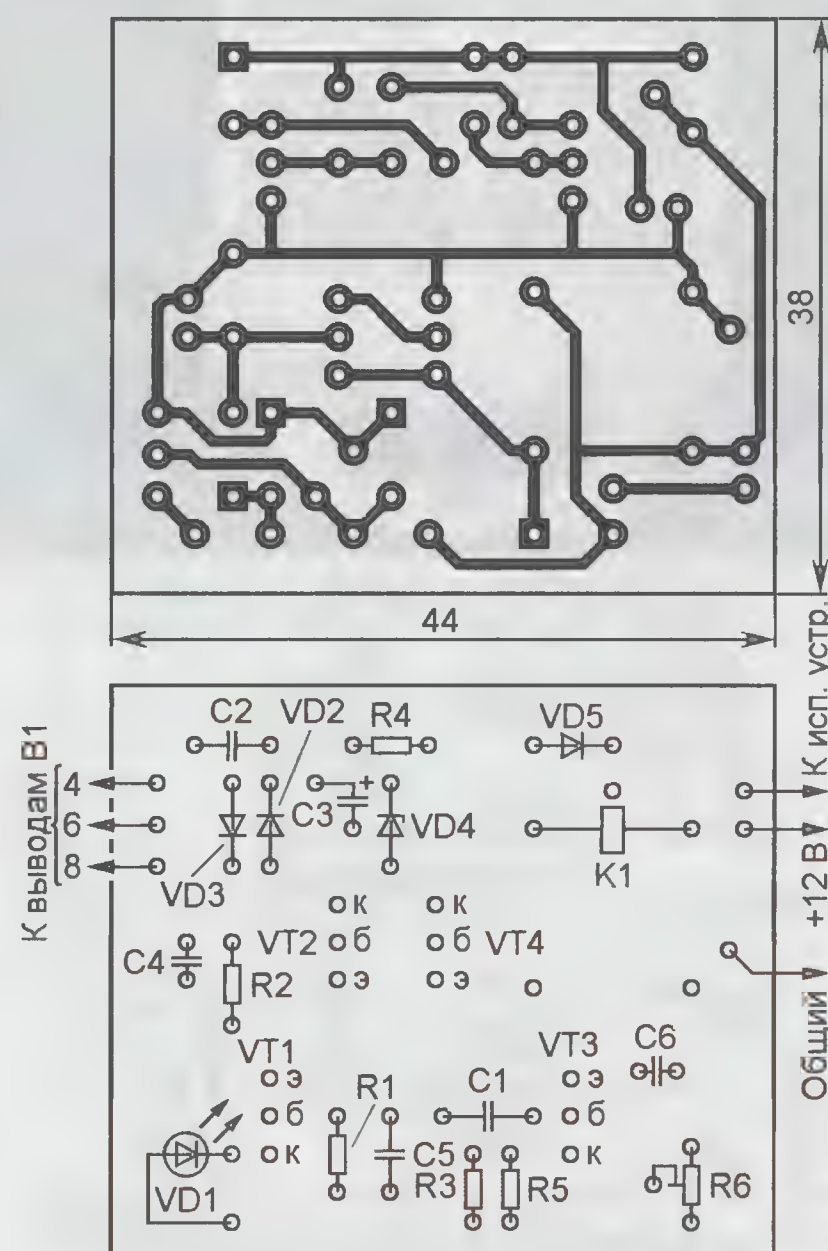 38
44
К выводам В1
4
6
8
C2
VD2
R4
VD5
К исп. устр.
+
C3
VD4
VD3
K1
+12 В
C4
R2
VT2
к
б
э
к
б
э
VT4
Общий
VT1
э
б
к
R1
C1
VT3
э
б
к
C6
VD1
C5
R3
R5
R6